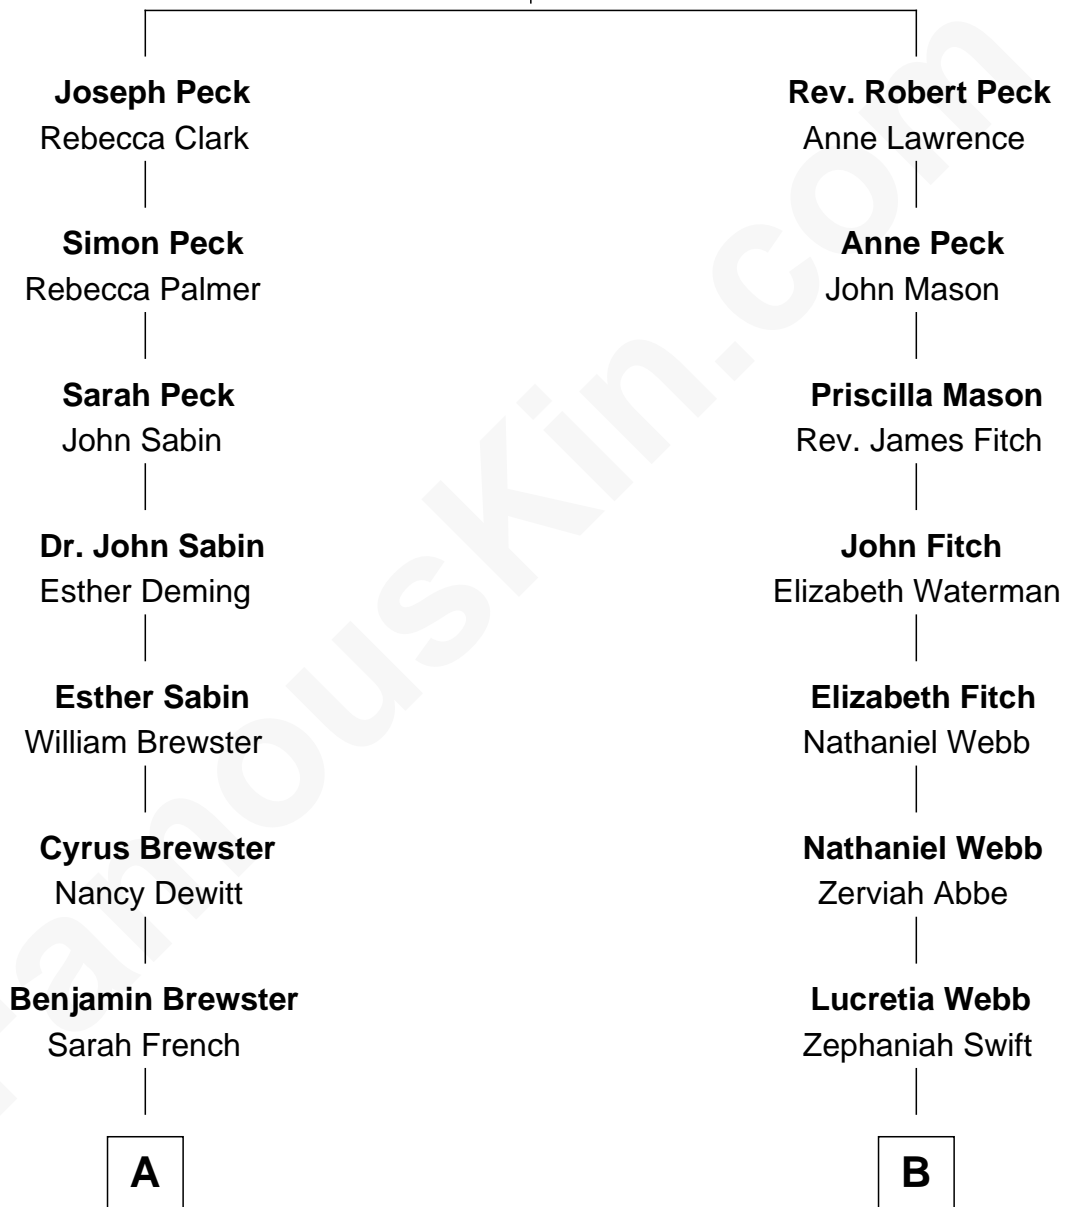 Joseph Peck
Rebecca Clark
Simon Peck
Rebecca Palmer
Sarah Peck
John Sabin
Dr. John Sabin
Esther Deming
Esther Sabin
William Brewster
Cyrus Brewster
Nancy Dewitt
Benjamin Brewster
Sarah French
A
Rev. Robert Peck
Anne Lawrence
Anne Peck
John Mason
Priscilla Mason
Rev. James Fitch
John Fitch
Elizabeth Waterman
Elizabeth Fitch
Nathaniel Webb
Nathaniel Webb
Zerviah Abbe
Lucretia Webb
Zephaniah Swift
B
FamousKin.com